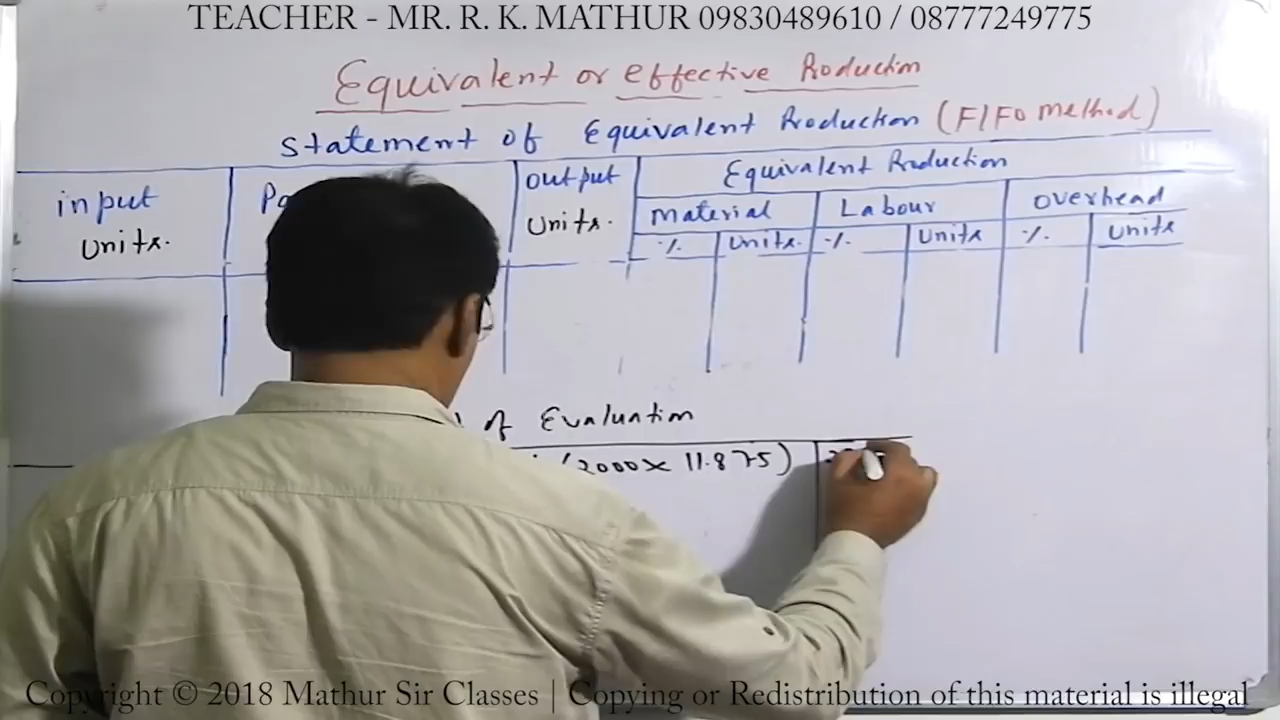 TEACHER - MR. R. K. MATHUR 09830489610 / 08777249775
Equivalent or effective Production
Statement of Equivalent Production (FIFO Method)
input Units.
output Units.
Equivalent Production
Material
Labour
Overhead
%. Units. %. Units %. Units
of Evaluation
(2000x 11.875)
Copyright © 2018 Mathur Sir Classes | Copying or Redistribution of this material is illegal